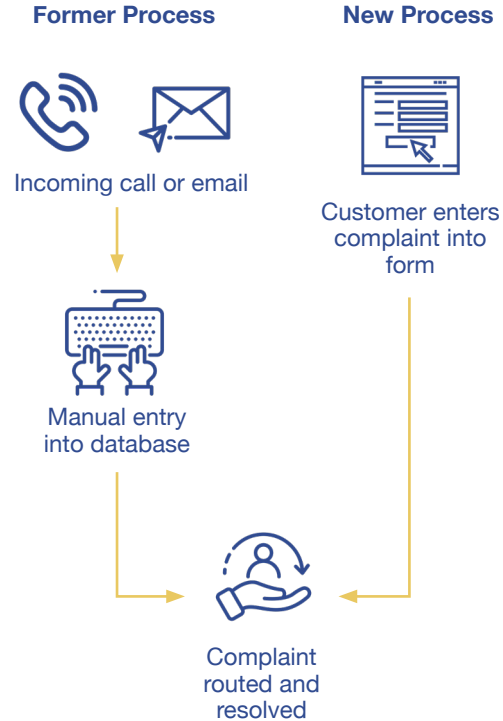 Former Process
New Process
Incoming call or email
Customer enters
complaint into
form
Manual entry
into database
Complaint
routed and
resolved